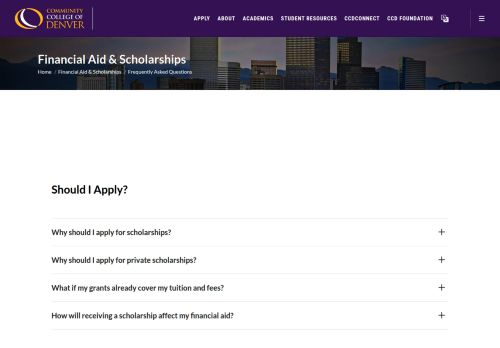 COMMUNITY
COLLEGE OF
DENVER
APPLY ABOUT ACADEMICS STUDENT RESOURCES CCDCONNECT CCD FOUNDATION
Financial Aid & Scholarships
Home / Financial Aid & Scholarships / Frequently Asked Questions
Should I Apply?
Why should I apply for scholarships?
Why should I apply for private scholarships?
What if my grants already cover my tuition and fees?
How will receiving a scholarship affect my financial aid?